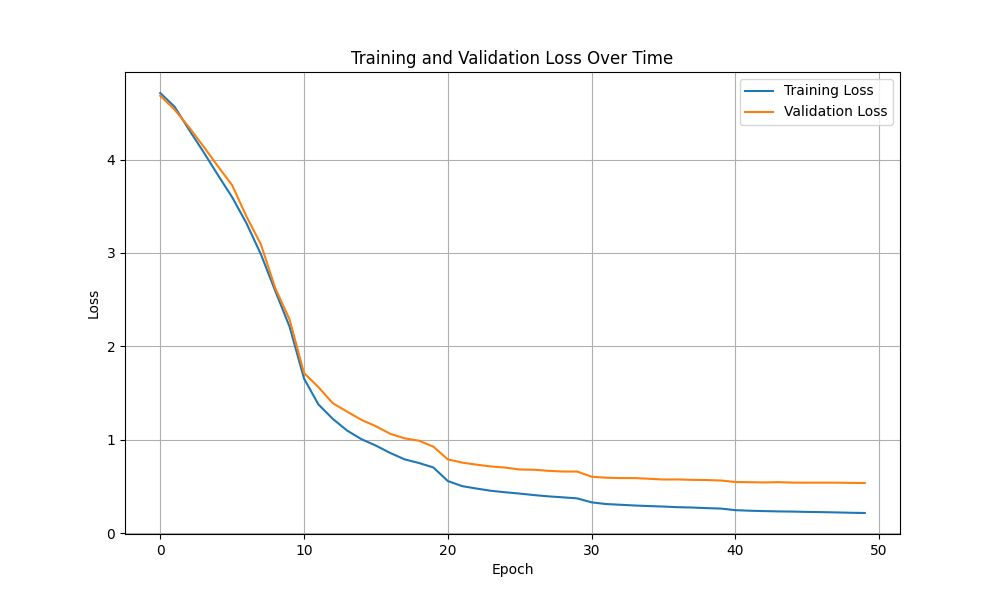 Training and Validation Loss Over Time
Training Loss
Validation Loss
Loss
4
3
2
1
0
0 10 20 30 40 50
Epoch